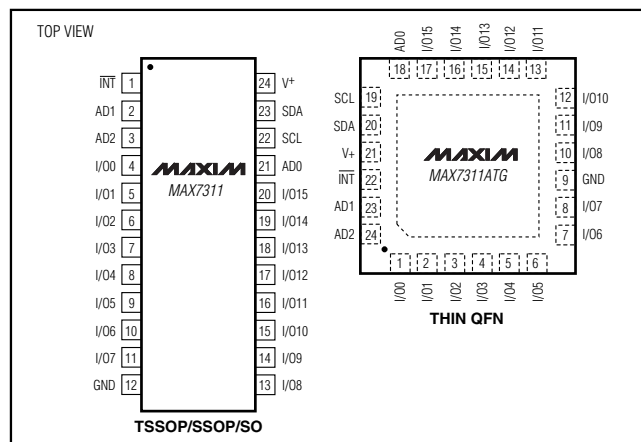 TOP VIEW
INT 1
AD1 2
AD2 3
I/O0 4
I/O1 5
I/O2 6
I/O3 7
I/O4 8
I/O5 9
I/O6 10
I/O7 11
GND 12
24 V+
23 SDA
22 SCL
21 AD0
20 I/O15
19 I/O14
18 I/O13
17 I/O12
16 I/O11
15 I/O10
14 I/O9
13 I/O8
MAXIM
MAX7311
TSSOP/SSOP/SO
AD0 I/O15 I/O14 I/O13 I/O12 I/O11
18 17 16 15 14 13
SCL 19
SDA 20
V+ 21
INT 22
AD1 23
AD2 24
12 I/O10
11 I/O9
10 I/O8
9 GND
8 I/O7
7 I/O6
MAXIM
MAX7311ATG
1 2 3 4 5 6
I/O0 I/O1 I/O2 I/O3 I/O4 I/O5
THIN QFN